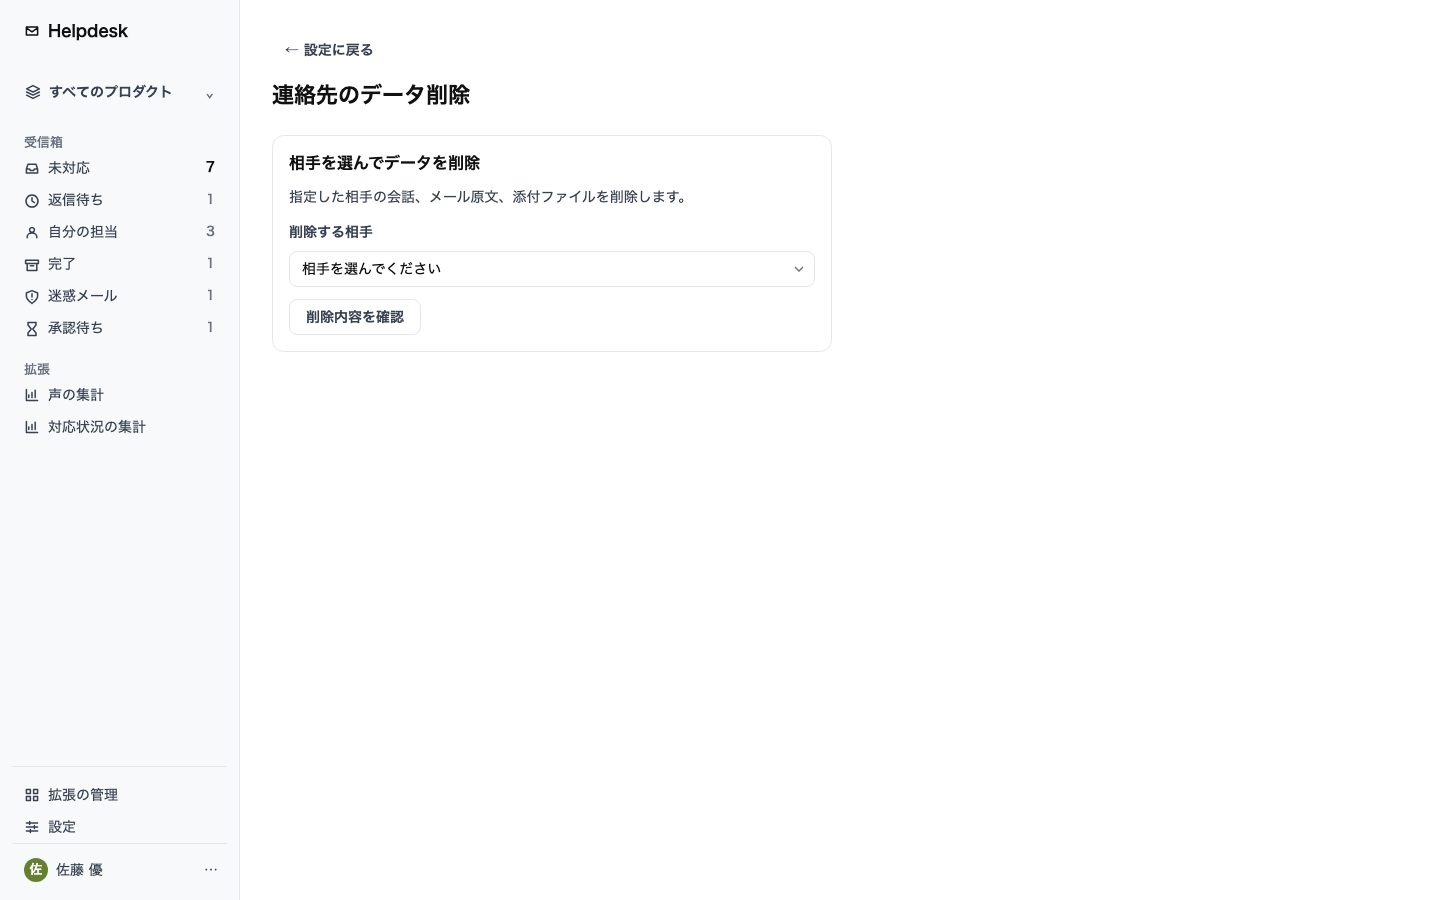 Helpdesk
すべてのプロダクト
受信箱
未対応 7
返信待ち 1
自分の担当 3
完了 1
迷惑メール 1
承認待ち 1
拡張
声の集計
対応状況の集計
拡張の管理
設定
佐 佐藤 優 …
← 設定に戻る
連絡先のデータ削除
相手を選んでデータを削除
指定した相手の会話、メール原文、添付ファイルを削除します。
削除する相手
相手を選んでください
削除内容を確認